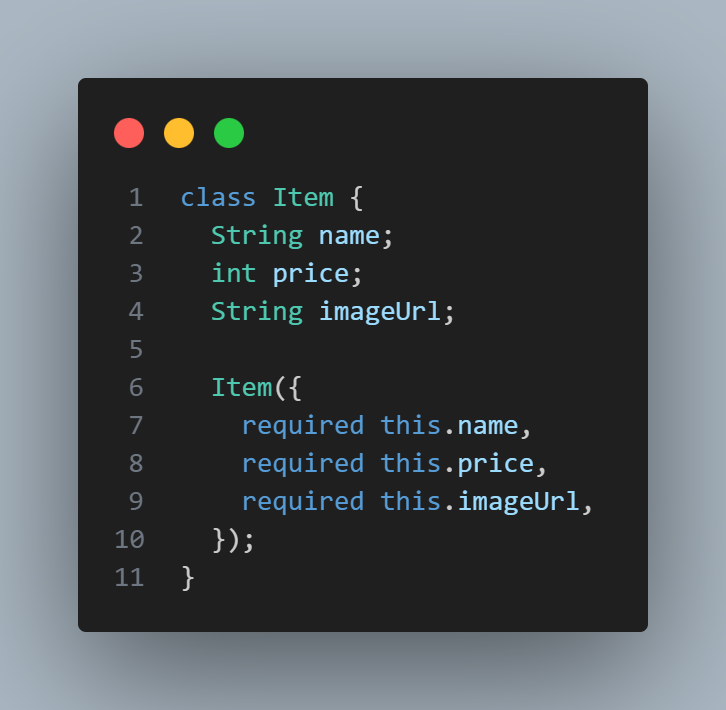 1 class Item {
2   String name;
3   int price;
4   String imageUrl;
5
6   Item({
7     required this.name,
8     required this.price,
9     required this.imageUrl,
10   });
11 }